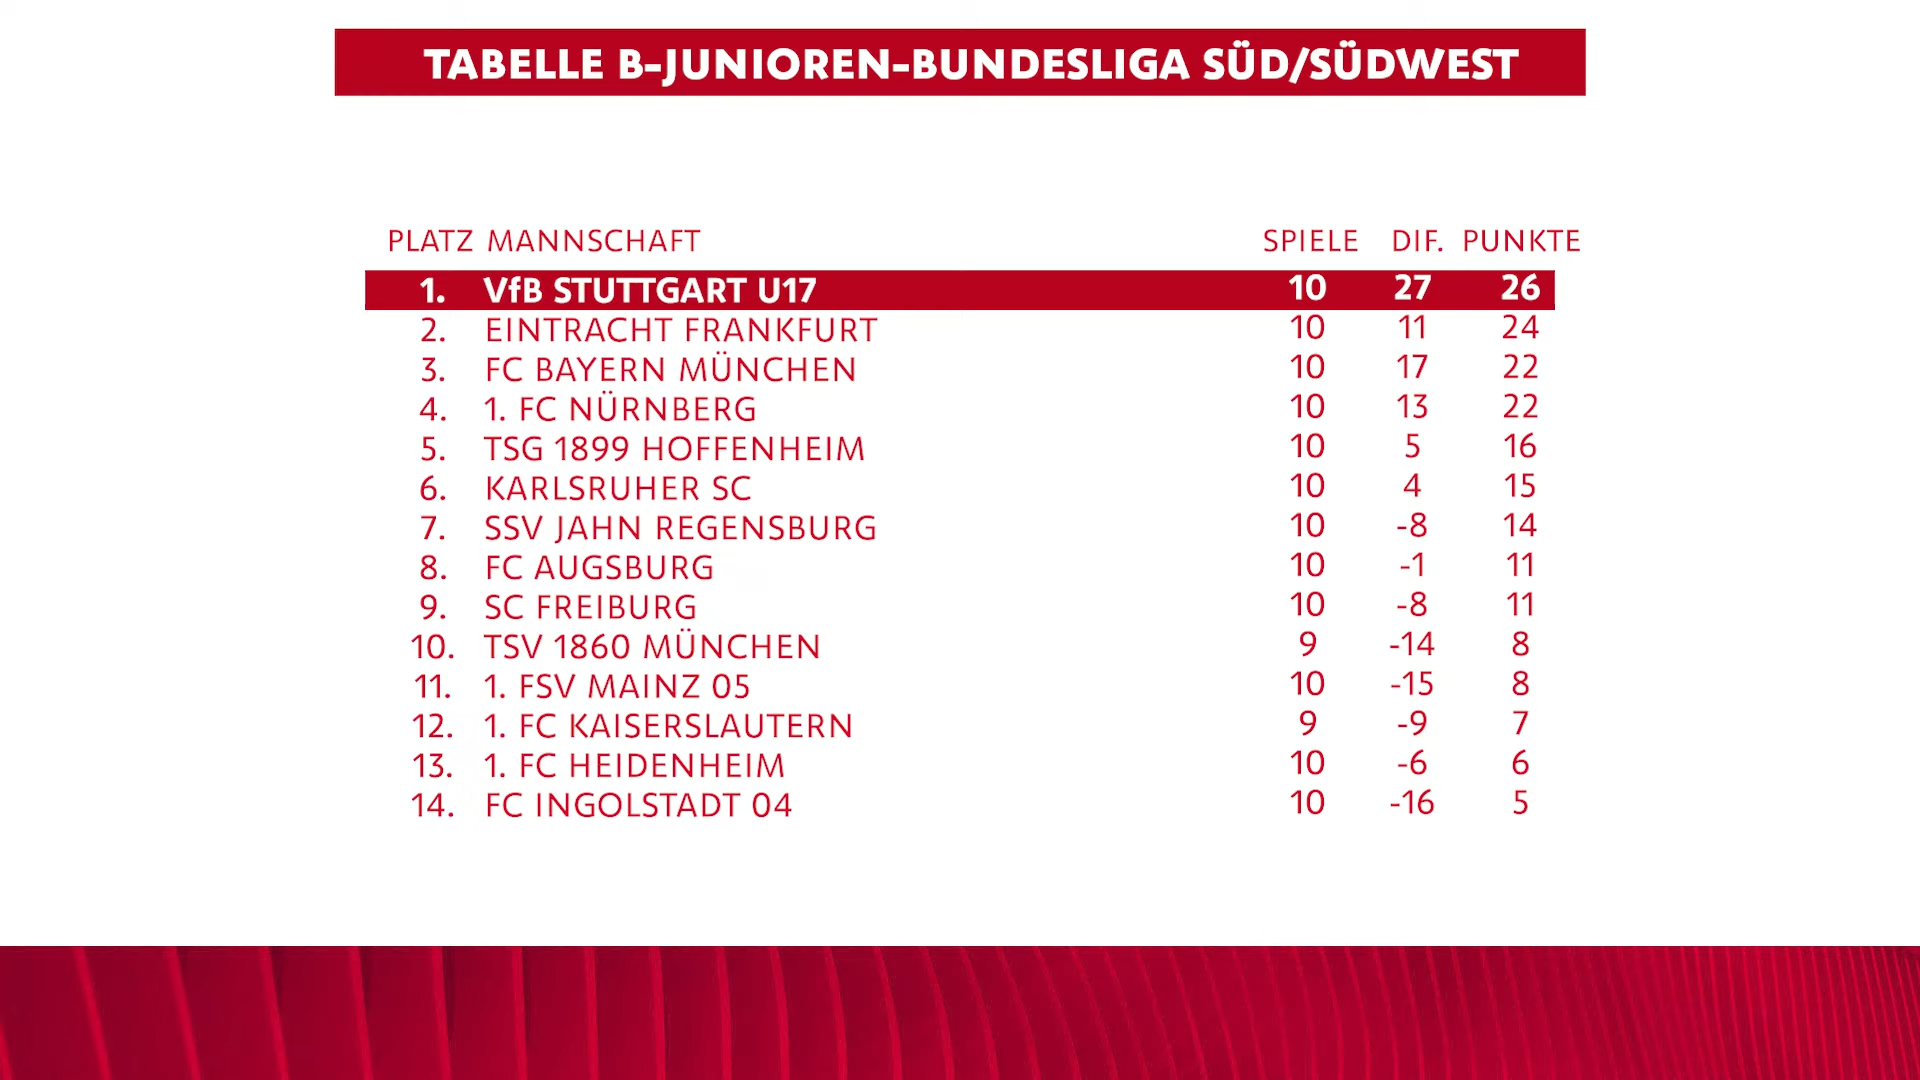 TABELLE B-JUNIOREN-BUNDESLIGA SÜD/SÜDWEST
PLATZ MANNSCHAFT SPIELE DIF. PUNKTE
1. VfB STUTTGART U17 10 27 26
2. EINTRACHT FRANKFURT 10 11 24
3. FC BAYERN MÜNCHEN 10 17 22
4. 1. FC NÜRNBERG 10 13 22
5. TSG 1899 HOFFENHEIM 10 5 16
6. KARLSRUHER SC 10 4 15
7. SSV JAHN REGENSBURG 10 -8 14
8. FC AUGSBURG 10 -1 11
9. SC FREIBURG 10 -8 11
10. TSV 1860 MÜNCHEN 9 -14 8
11. 1. FSV MAINZ 05 10 -15 8
12. 1. FC KAISERSLAUTERN 9 -9 7
13. 1. FC HEIDENHEIM 10 -6 6
14. FC INGOLSTADT 04 10 -16 5